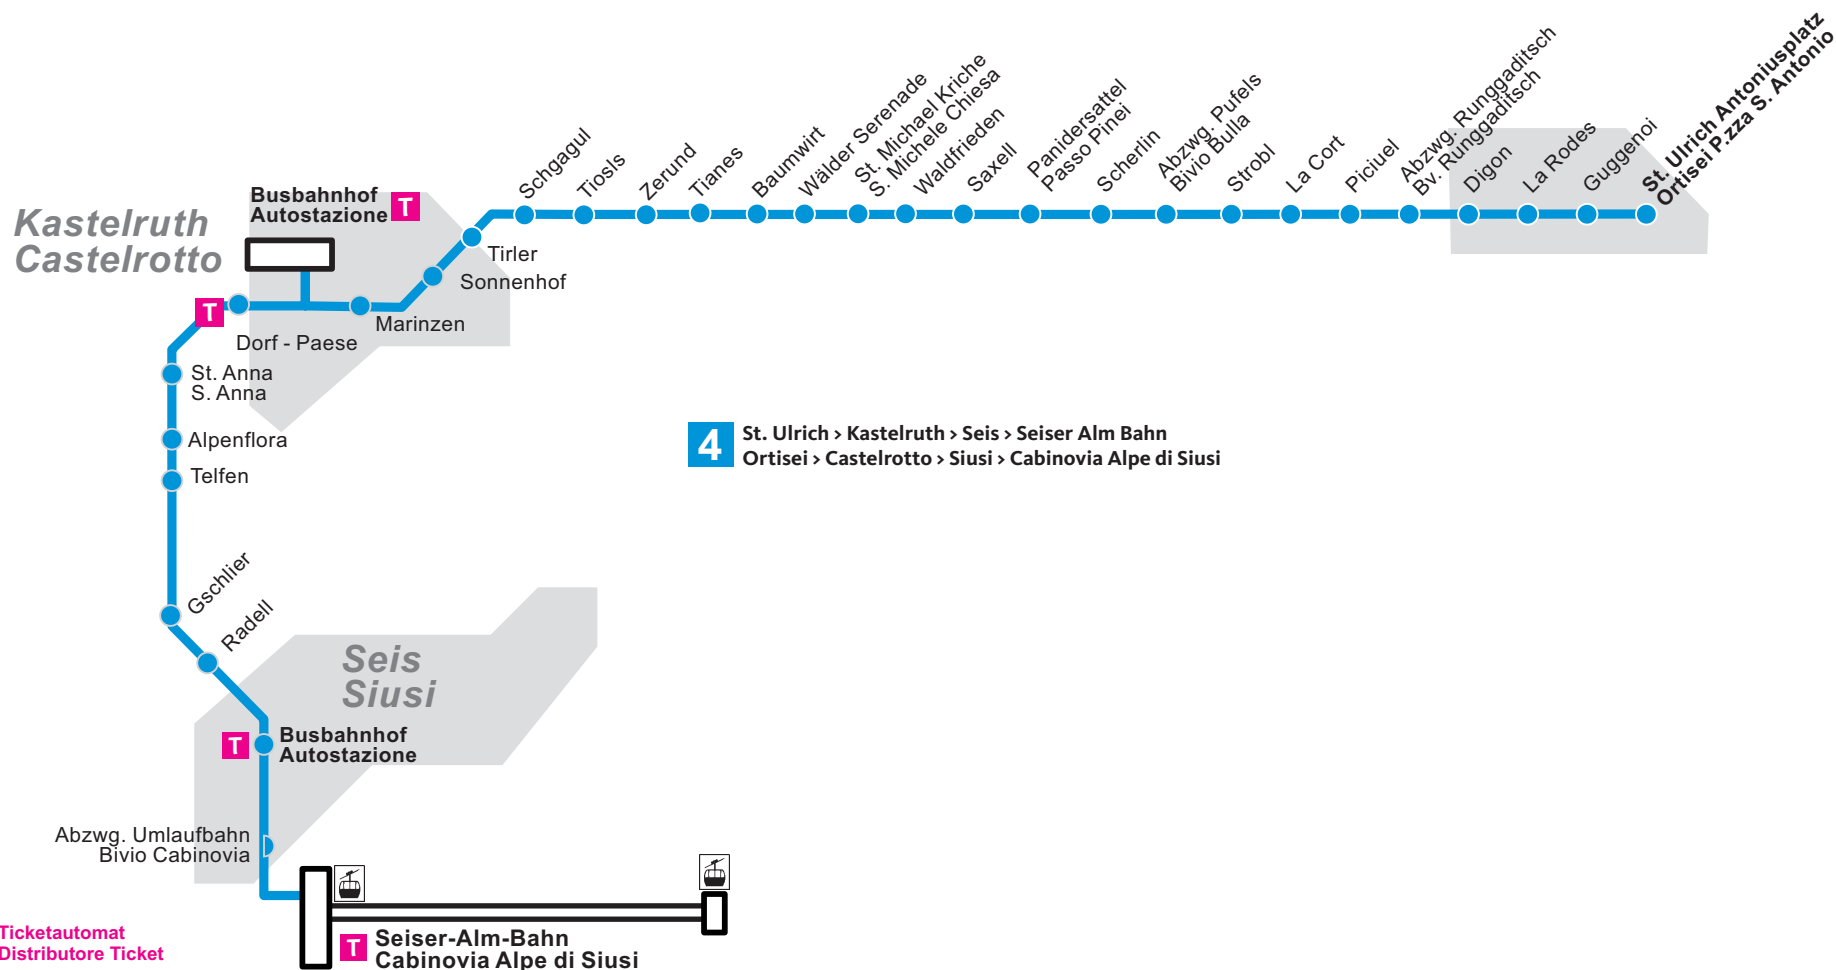 Kastelruth
Castelrotto
Busbahnhof
Autostazione
T
Schgagul
Tiosls
Zerund
Tianes
Baumwirt
Wälder Serenade
St. Michael Kriche
S. Michele Chiesa
Waldfrieden
Saxell
Panidersattel
Passo Pinei
Scherlin
Abzwg. Pufels
Bivio Bulla
Strobl
La Cort
Piciuel
Abzwg. Runggaditsch
Bv. Runggaditsch
Digon
La Rodes
Guggenoi
St. Ulrich Antoniusplatz
Ortisei P.zza S. Antonio
Tirler
Sonnenhof
Marinzen
T
Dorf - Paese
St. Anna
S. Anna
Alpenflora
Telfen
Gschlier
Radell
4
St. Ulrich › Kastelruth › Seis › Seiser Alm Bahn
Ortisei › Castelrotto › Siusi › Cabinovia Alpe di Siusi
Seis
Siusi
T
Busbahnhof
Autostazione
Abzwg. Umlaufbahn
Bivio Cabinovia
T
Seiser-Alm-Bahn
Cabinovia Alpe di Siusi
Ticketautomat
Distributore Ticket